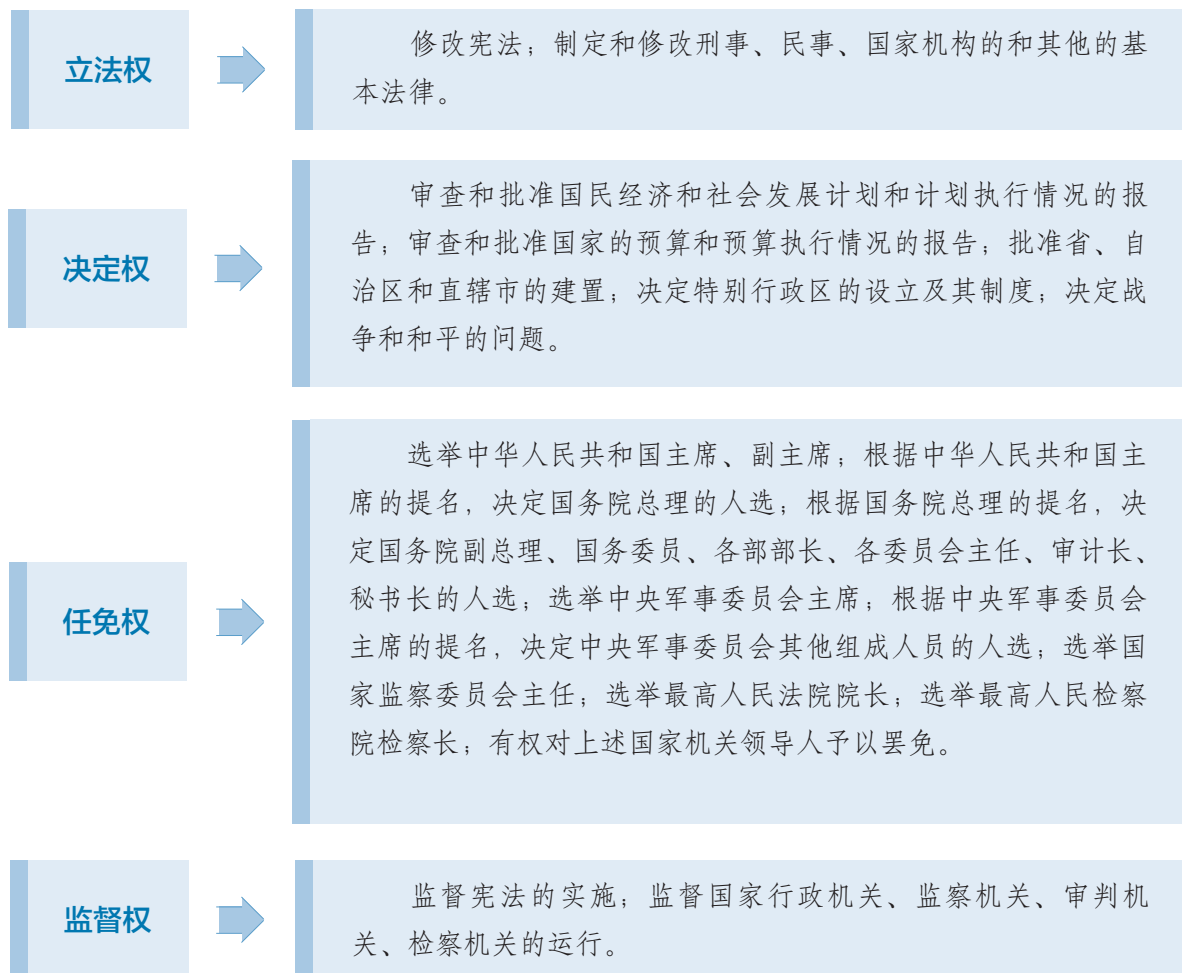 立法权
修改宪法；制定和修改刑事、民事、国家机构的和其他的基
本法律。
决定权
审查和批准国民经济和社会发展计划和计划执行情况的报
告；审查和批准国家的预算和预算执行情况的报告；批准省、自
治区和直辖市的建置；决定特别行政区的设立及其制度；决定战
争和和平的问题。
任免权
选举中华人民共和国主席、副主席；根据中华人民共和国主
席的提名，决定国务院总理的人选；根据国务院总理的提名，决
定国务院副总理、国务委员、各部部长、各委员会主任、审计长、
秘书长的人选；选举中央军事委员会主席；根据中央军事委员会
主席的提名，决定中央军事委员会其他组成人员的人选；选举国
家监察委员会主任；选举最高人民法院院长；选举最高人民检察
院检察长；有权对上述国家机关领导人予以罢免。
监督权
监督宪法的实施；监督国家行政机关、监察机关、审判机
关、检察机关的运行。